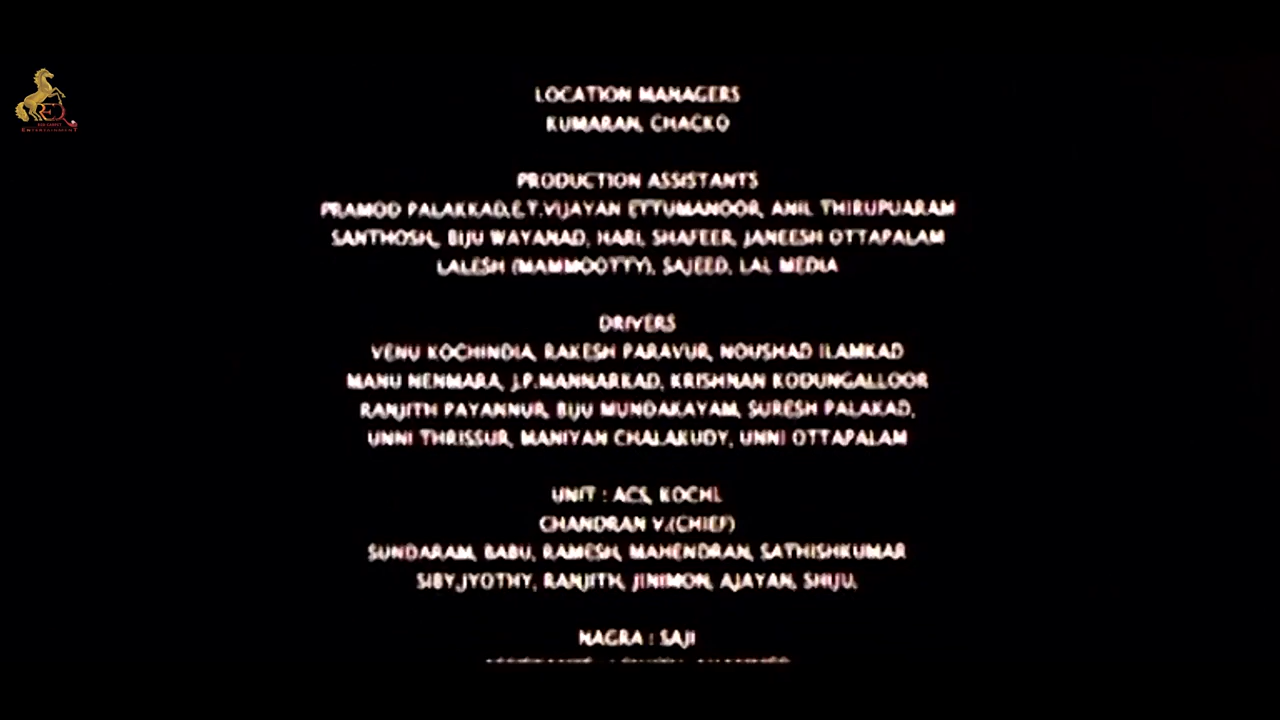 LOCATION MANAGERS
KUMARAN, CHACKO
PRODUCTION ASSISTANTS
PRAMOD PALAKKAD,E.T.VIJAYAN ETTUMANOOR, ANIL THIRUPUARAM
SANTHOSH, BIJU WAYANAD, HARI, SHAFEER, JANEESH OTTAPALAM
LALESH (MAMMOOTTY), SAJEED, LAL MEDIA
DRIVERS
VENU KOCHINDIA, RAKESH PARAVUR, NOUSHAD ILAMKAD
MANU NENMARA, J.P.MANNARKAD, KRISHNAN KODUNGALLOOR
RANJITH PAYANNUR, BIJU MUNDAKAYAM, SURESH PALAKAD,
UNNI THRISSUR, MANIYAN CHALAKUDY, UNNI OTTAPALAM
UNIT : ACS, KOCHI.
CHANDRAN V.(CHIEF)
SUNDARAM, BABU, RAMESH, MAHENDRAN, SATHISHKUMAR
SIBY,JYOTHY, RANJITH, JINIMON, AJAYAN, SHIJU,
NAGRA : SAJI
ENTERTAINMENT